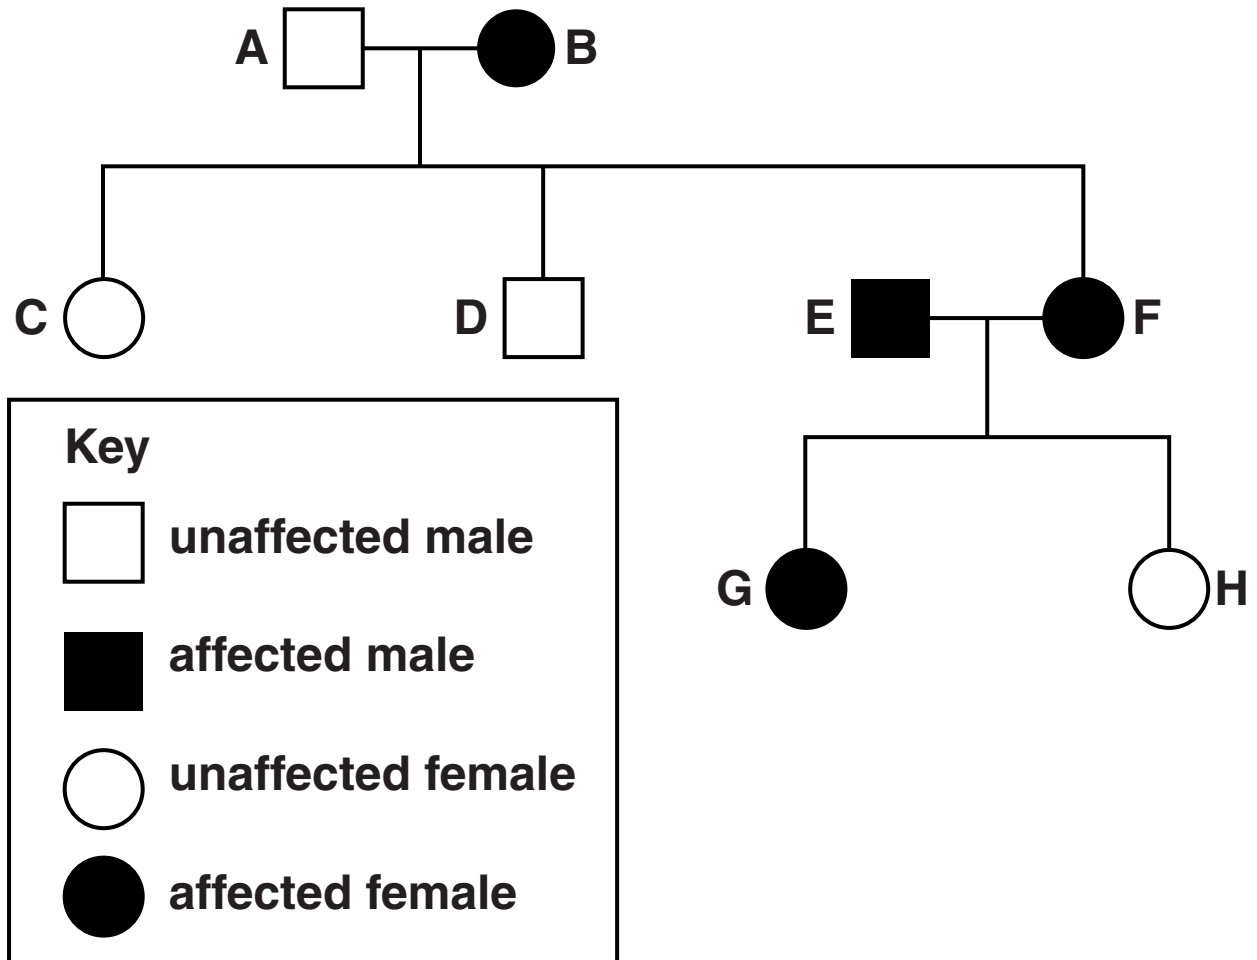 A B
C D E F
G H
Key
unaffected male
affected male
unaffected female
affected female